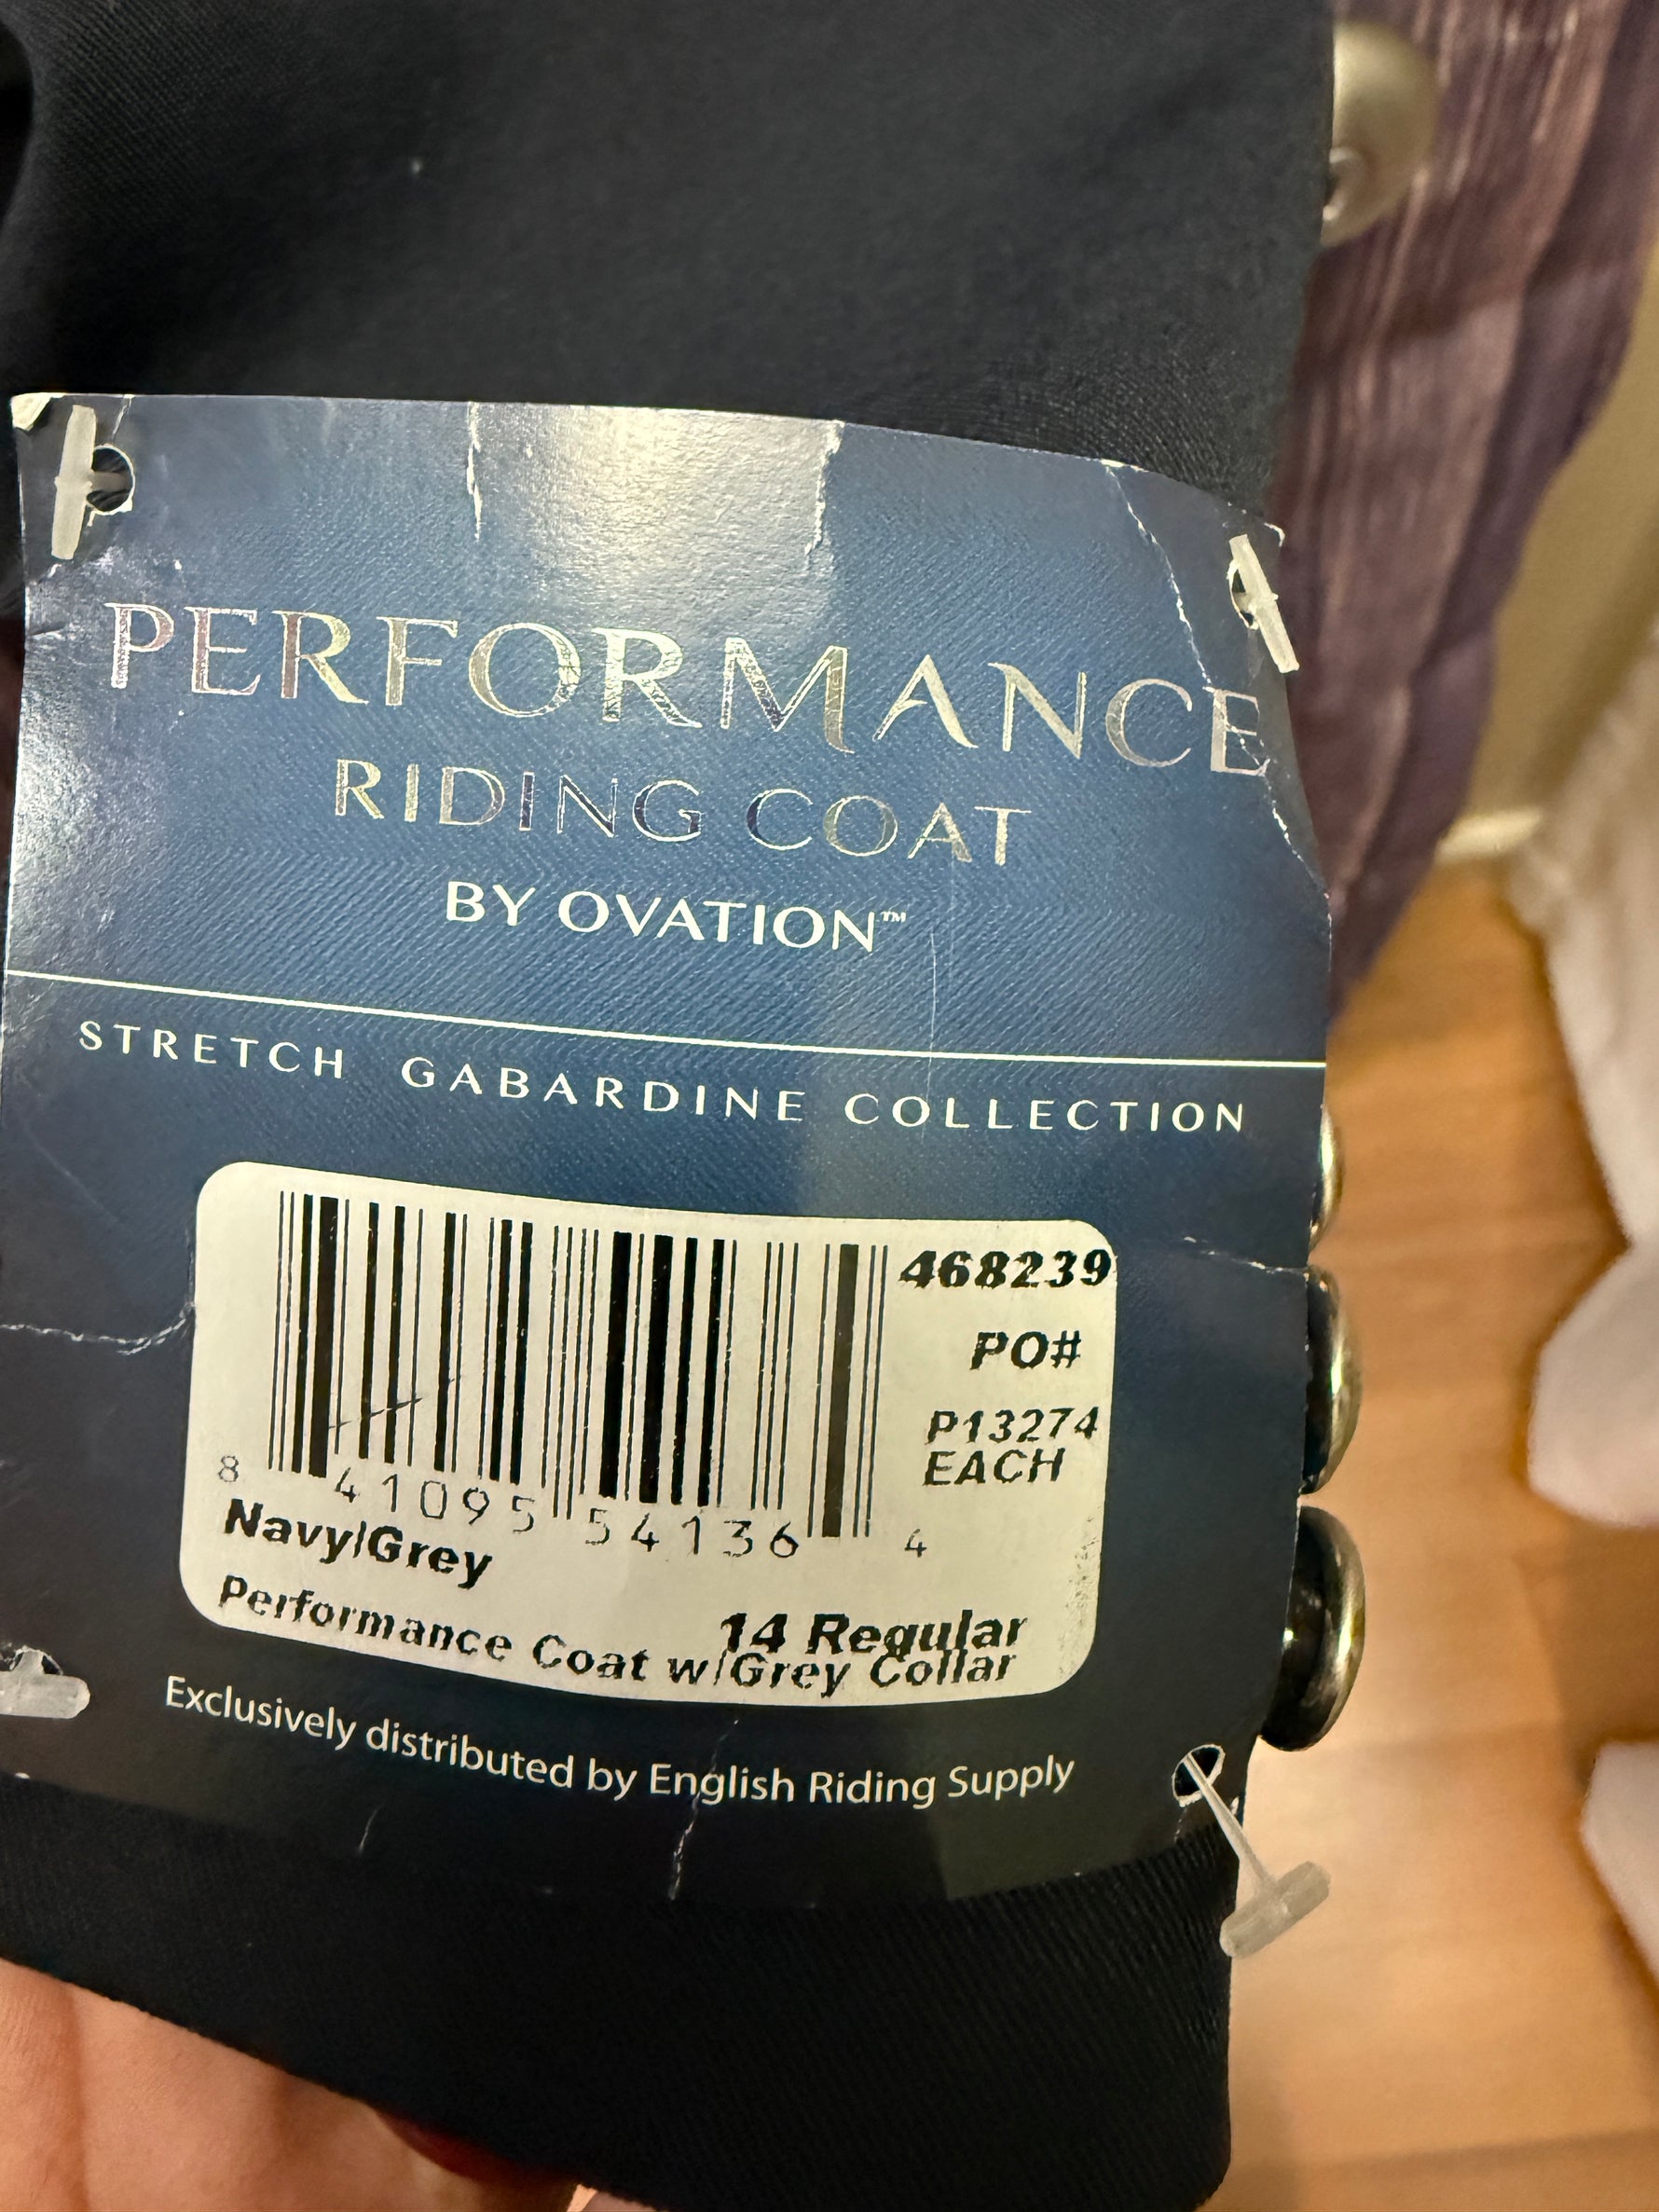 PERFORMANCE
RIDING COAT
BY OVATION™
STRETCH GABARDINE COLLECTION
468239
PO#
P13274
EACH
8 41095 54136 4
Navy/Grey
14 Regular
Performance Coat w/Grey Collar
Exclusively distributed by English Riding Supply